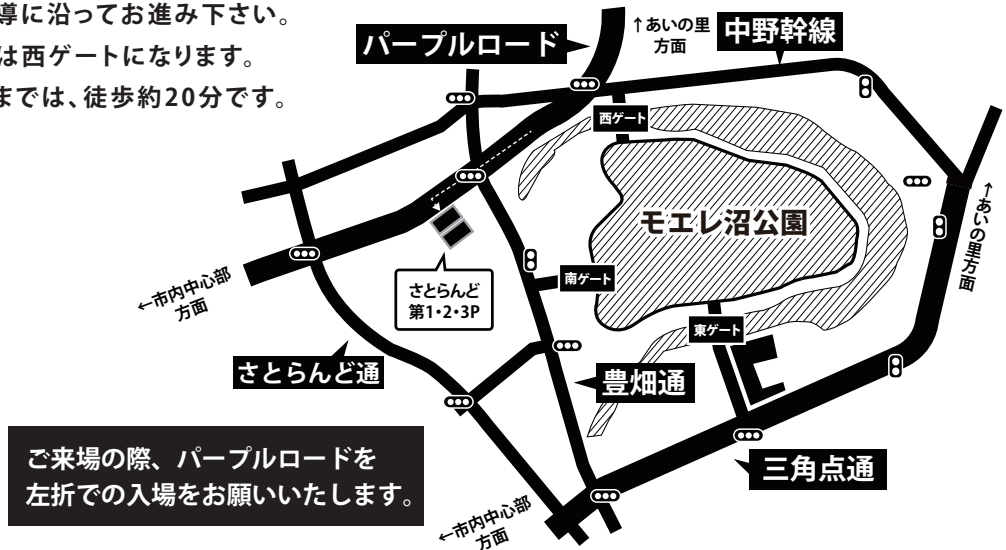 導に沿ってお進み下さい。
は西ゲートになります。
までは、徒歩約20分です。
パープルロード
↑あいの里
方面
中野幹線
西ゲート
モエレ沼公園
↑あいの里方面
南ゲート
さとらんど
第1・2・3P
←市内中心部
方面
東ゲート
さとらんど通
豊畑通
三角点通
ご来場の際、パープルロードを
左折での入場をお願いいたします。
←市内中心部
方面